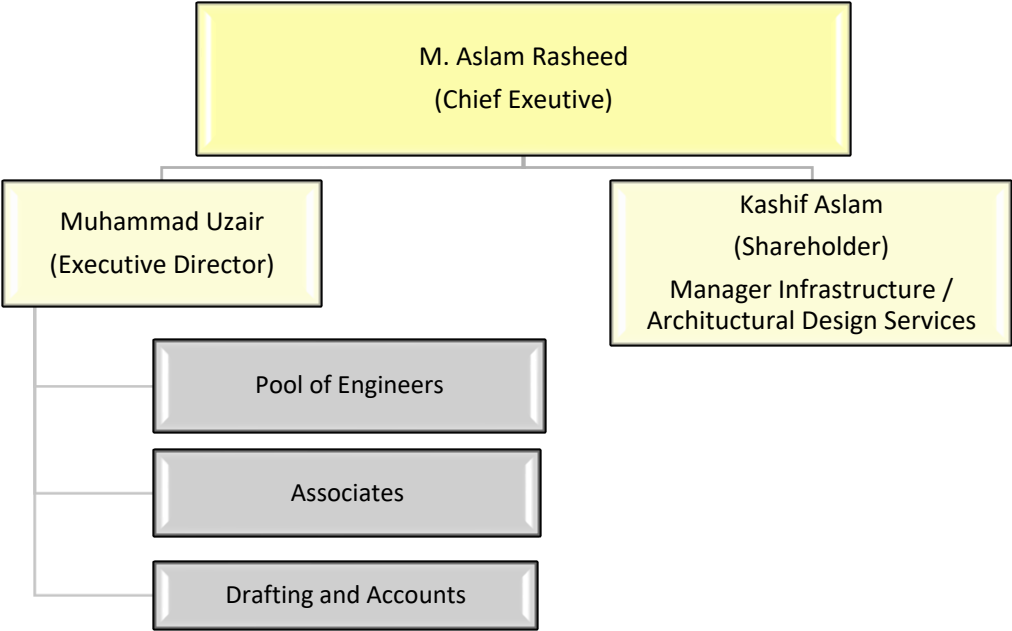 M. Aslam Rasheed
(Chief Exeutive)
Muhammad Uzair
(Executive Director)
Kashif Aslam
(Shareholder)
Manager Infrastructure /
Archituctural Design Services
Pool of Engineers
Associates
Drafting and Accounts